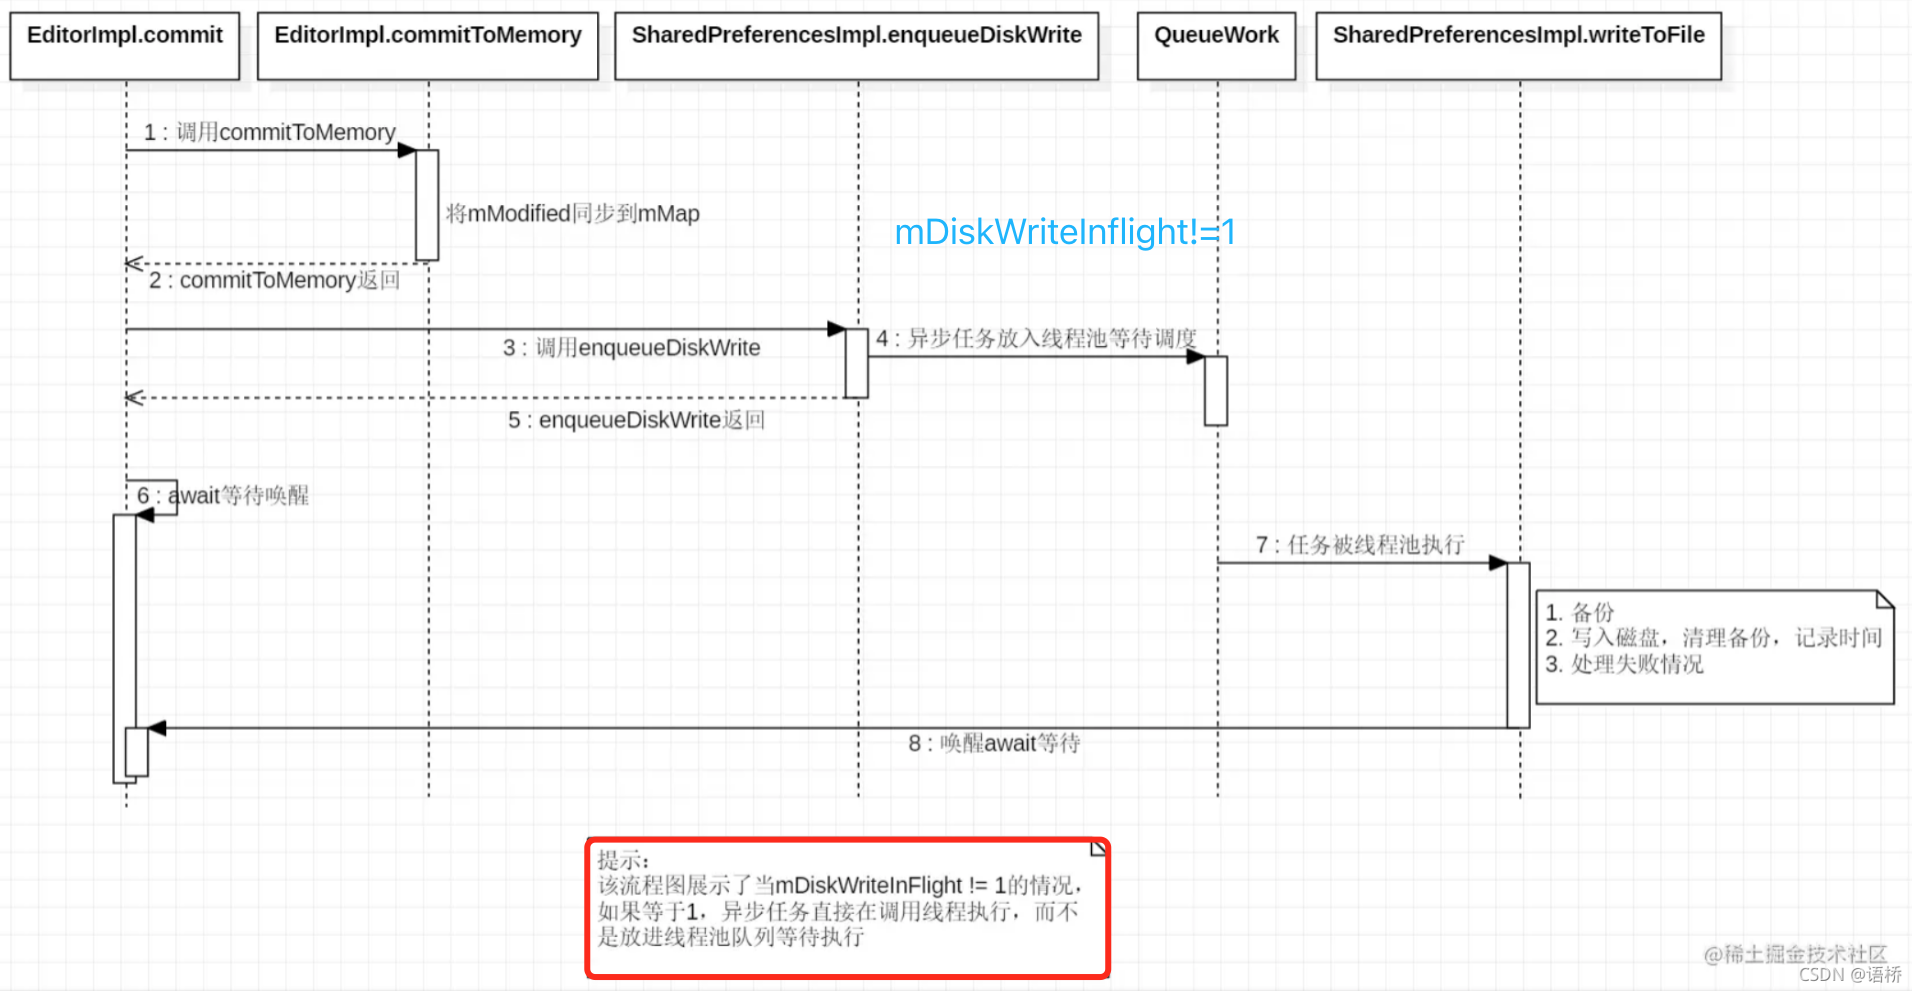 EditorImpl.commit
EditorImpl.commitToMemory
SharedPreferencesImpl.enqueueDiskWrite
QueueWork
SharedPreferencesImpl.writeToFile
1 : 调用commitToMemory
将mModified同步到mMap
mDiskWriteInflight!=1
2 : commitToMemory返回
3 : 调用enqueueDiskWrite
4 : 异步任务放入线程池等待调度
5 : enqueueDiskWrite返回
6 : await等待唤醒
7 : 任务被线程池执行
1. 备份
2. 写入磁盘，清理备份，记录时间
3. 处理失败情况
8 : 唤醒await等待
提示：
该流程图展示了当mDiskWriteInFlight != 1的情况，
如果等于1，异步任务直接在调用线程执行，而不
是放进线程池队列等待执行
@稀土掘金技术社区
CSDN @语桥